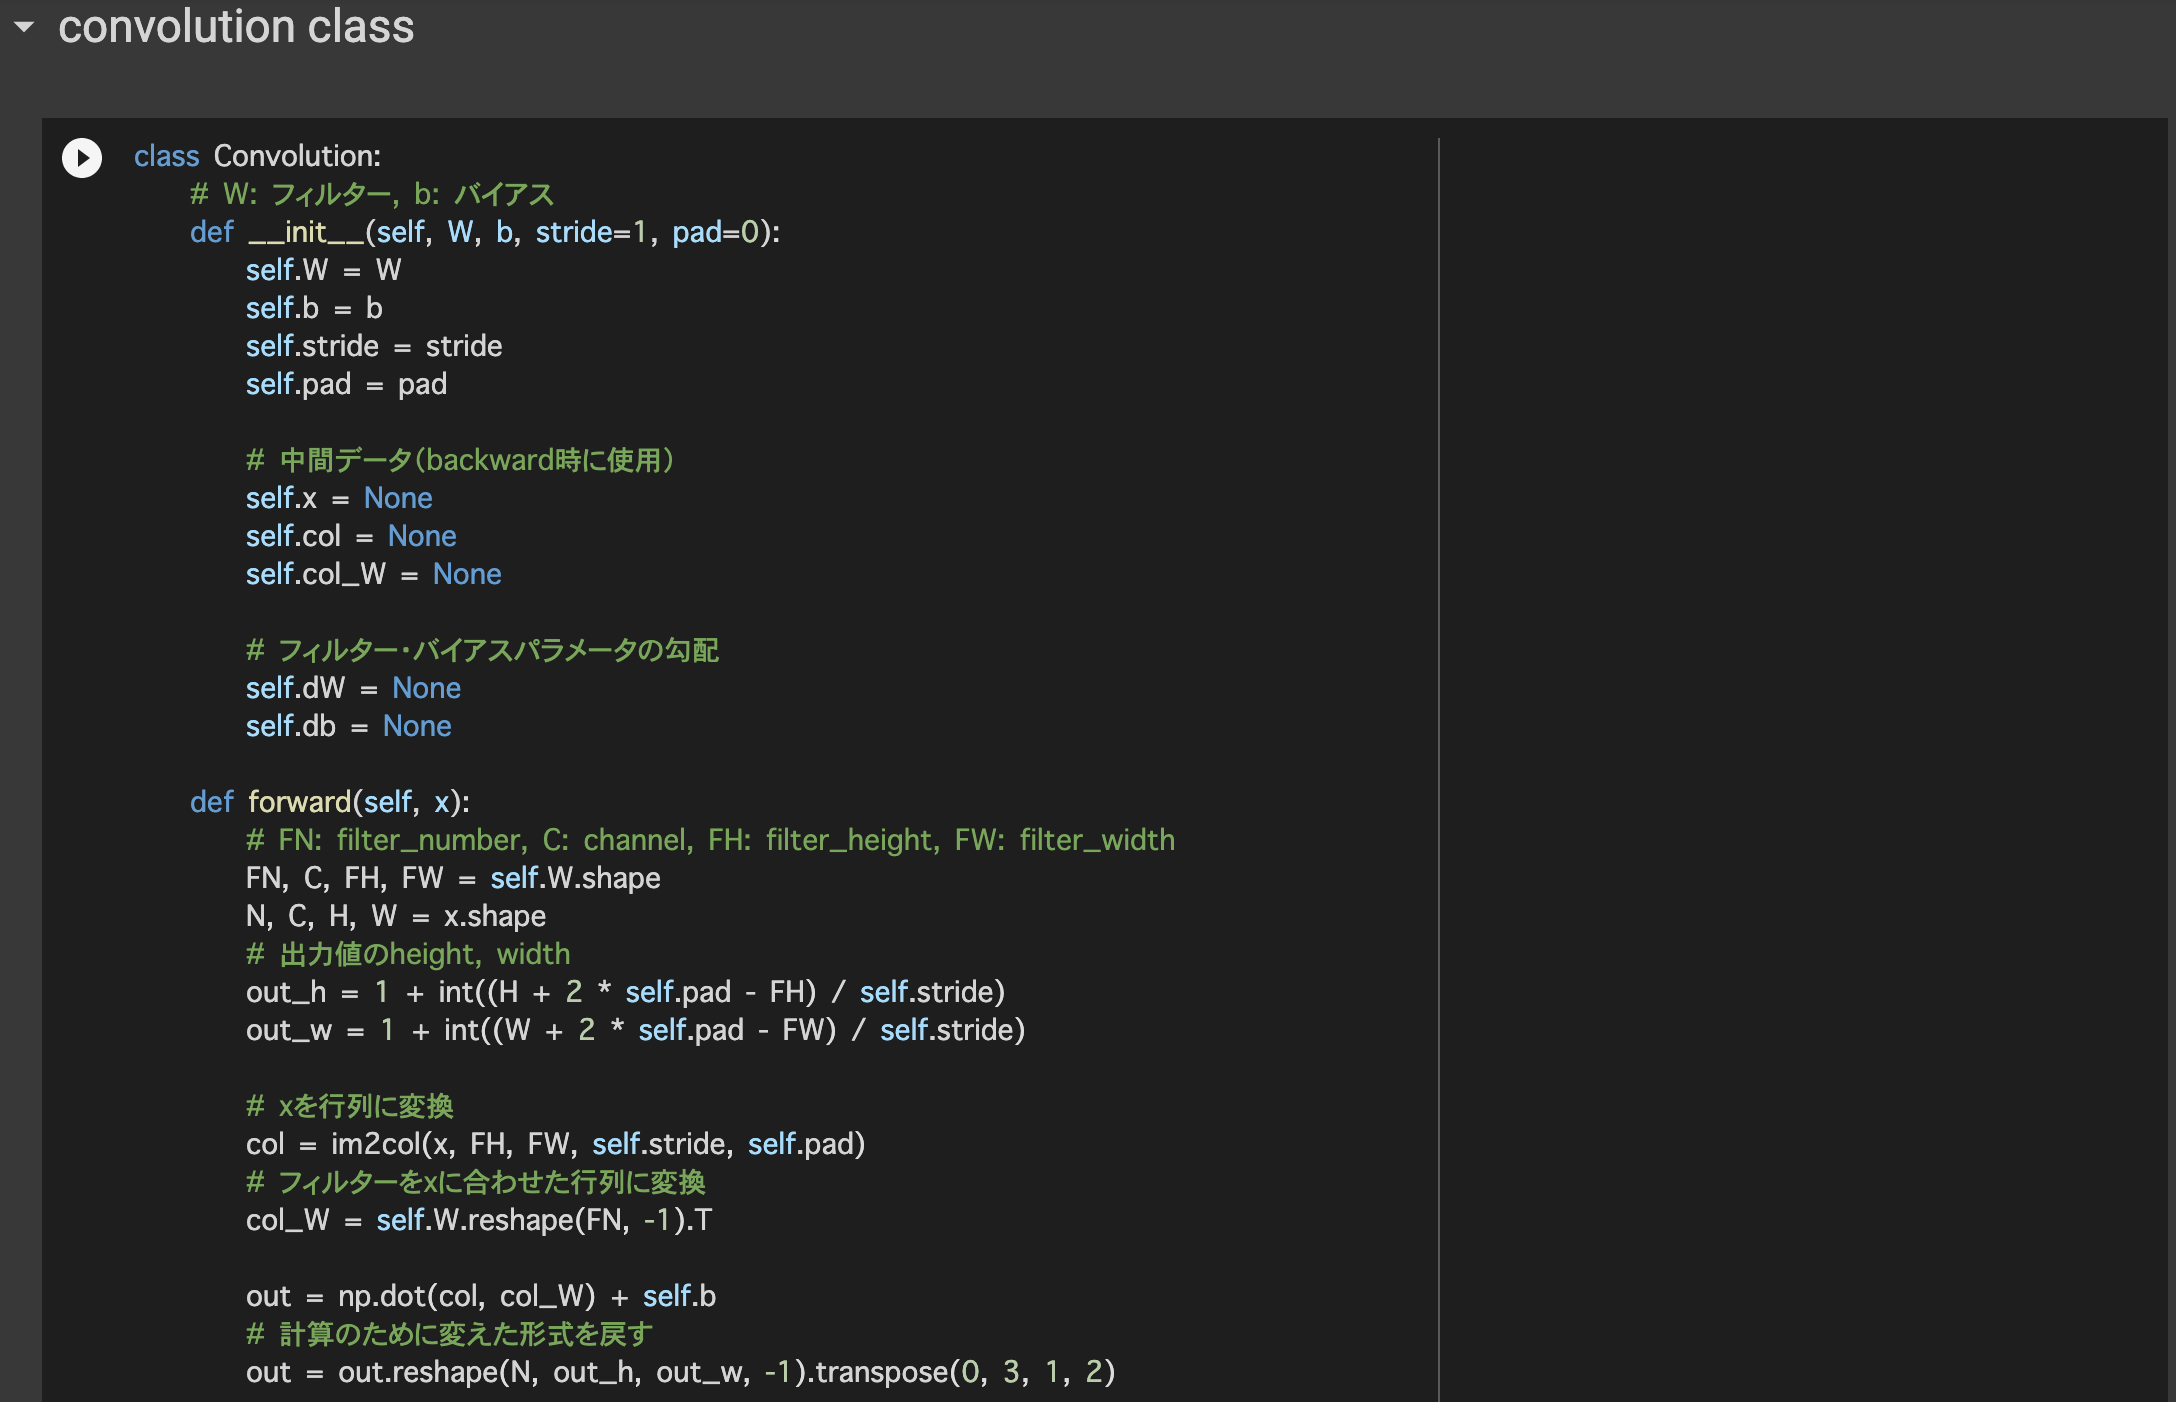 convolution class
class Convolution:
# W: フィルター, b: バイアス
def __init__(self, W, b, stride=1, pad=0):
self.W = W
self.b = b
self.stride = stride
self.pad = pad
# 中間データ(backward時に使用)
self.x = None
self.col = None
self.col_W = None
# フィルター・バイアスパラメータの勾配
self.dW = None
self.db = None
def forward(self, x):
# FN: filter_number, C: channel, FH: filter_height, FW: filter_width
FN, C, FH, FW = self.W.shape
N, C, H, W = x.shape
# 出力値のheight, width
out_h = 1 + int((H + 2 * self.pad - FH) / self.stride)
out_w = 1 + int((W + 2 * self.pad - FW) / self.stride)
# xを行列に変換
col = im2col(x, FH, FW, self.stride, self.pad)
# フィルターをxに合わせた行列に変換
col_W = self.W.reshape(FN, -1).T
out = np.dot(col, col_W) + self.b
# 計算のために変えた形式を戻す
out = out.reshape(N, out_h, out_w, -1).transpose(0, 3, 1, 2)